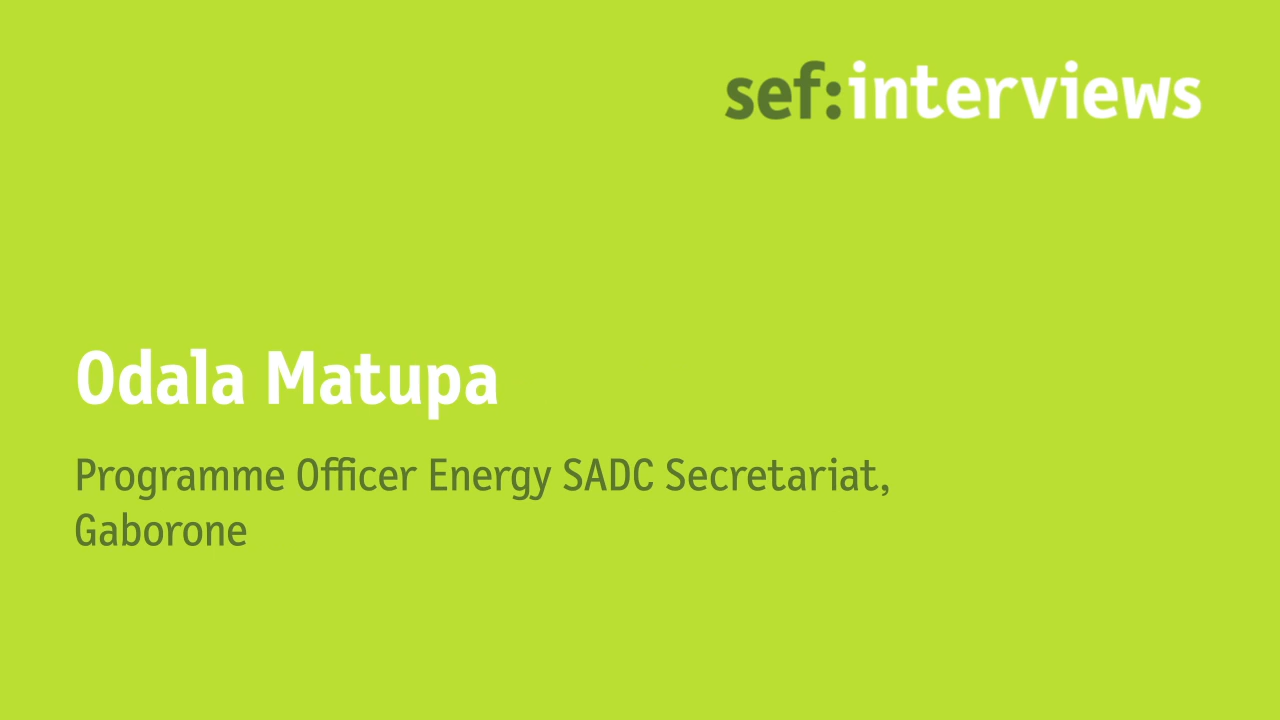 sef:interviews
Odala Matupa
Programme Officer Energy SADC Secretariat,
Gaborone